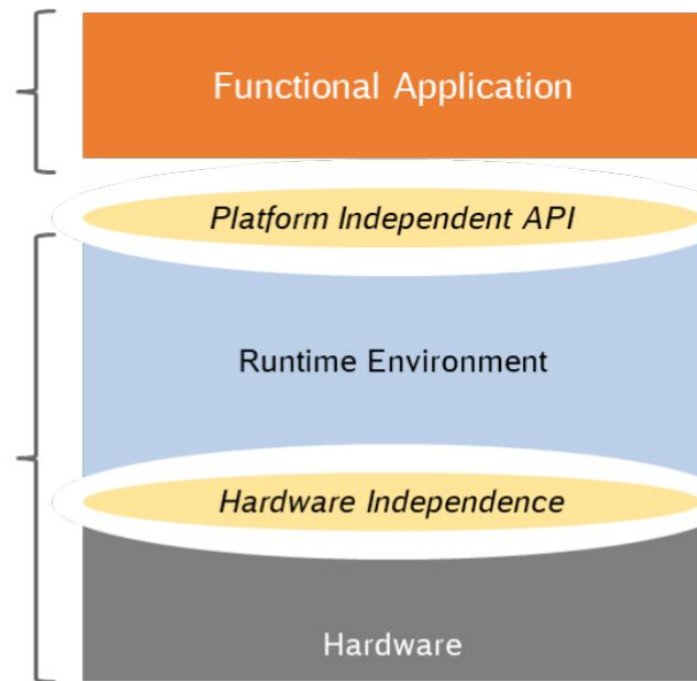 Functional Application
Platform Independent API
Runtime Environment
Hardware Independence
Hardware